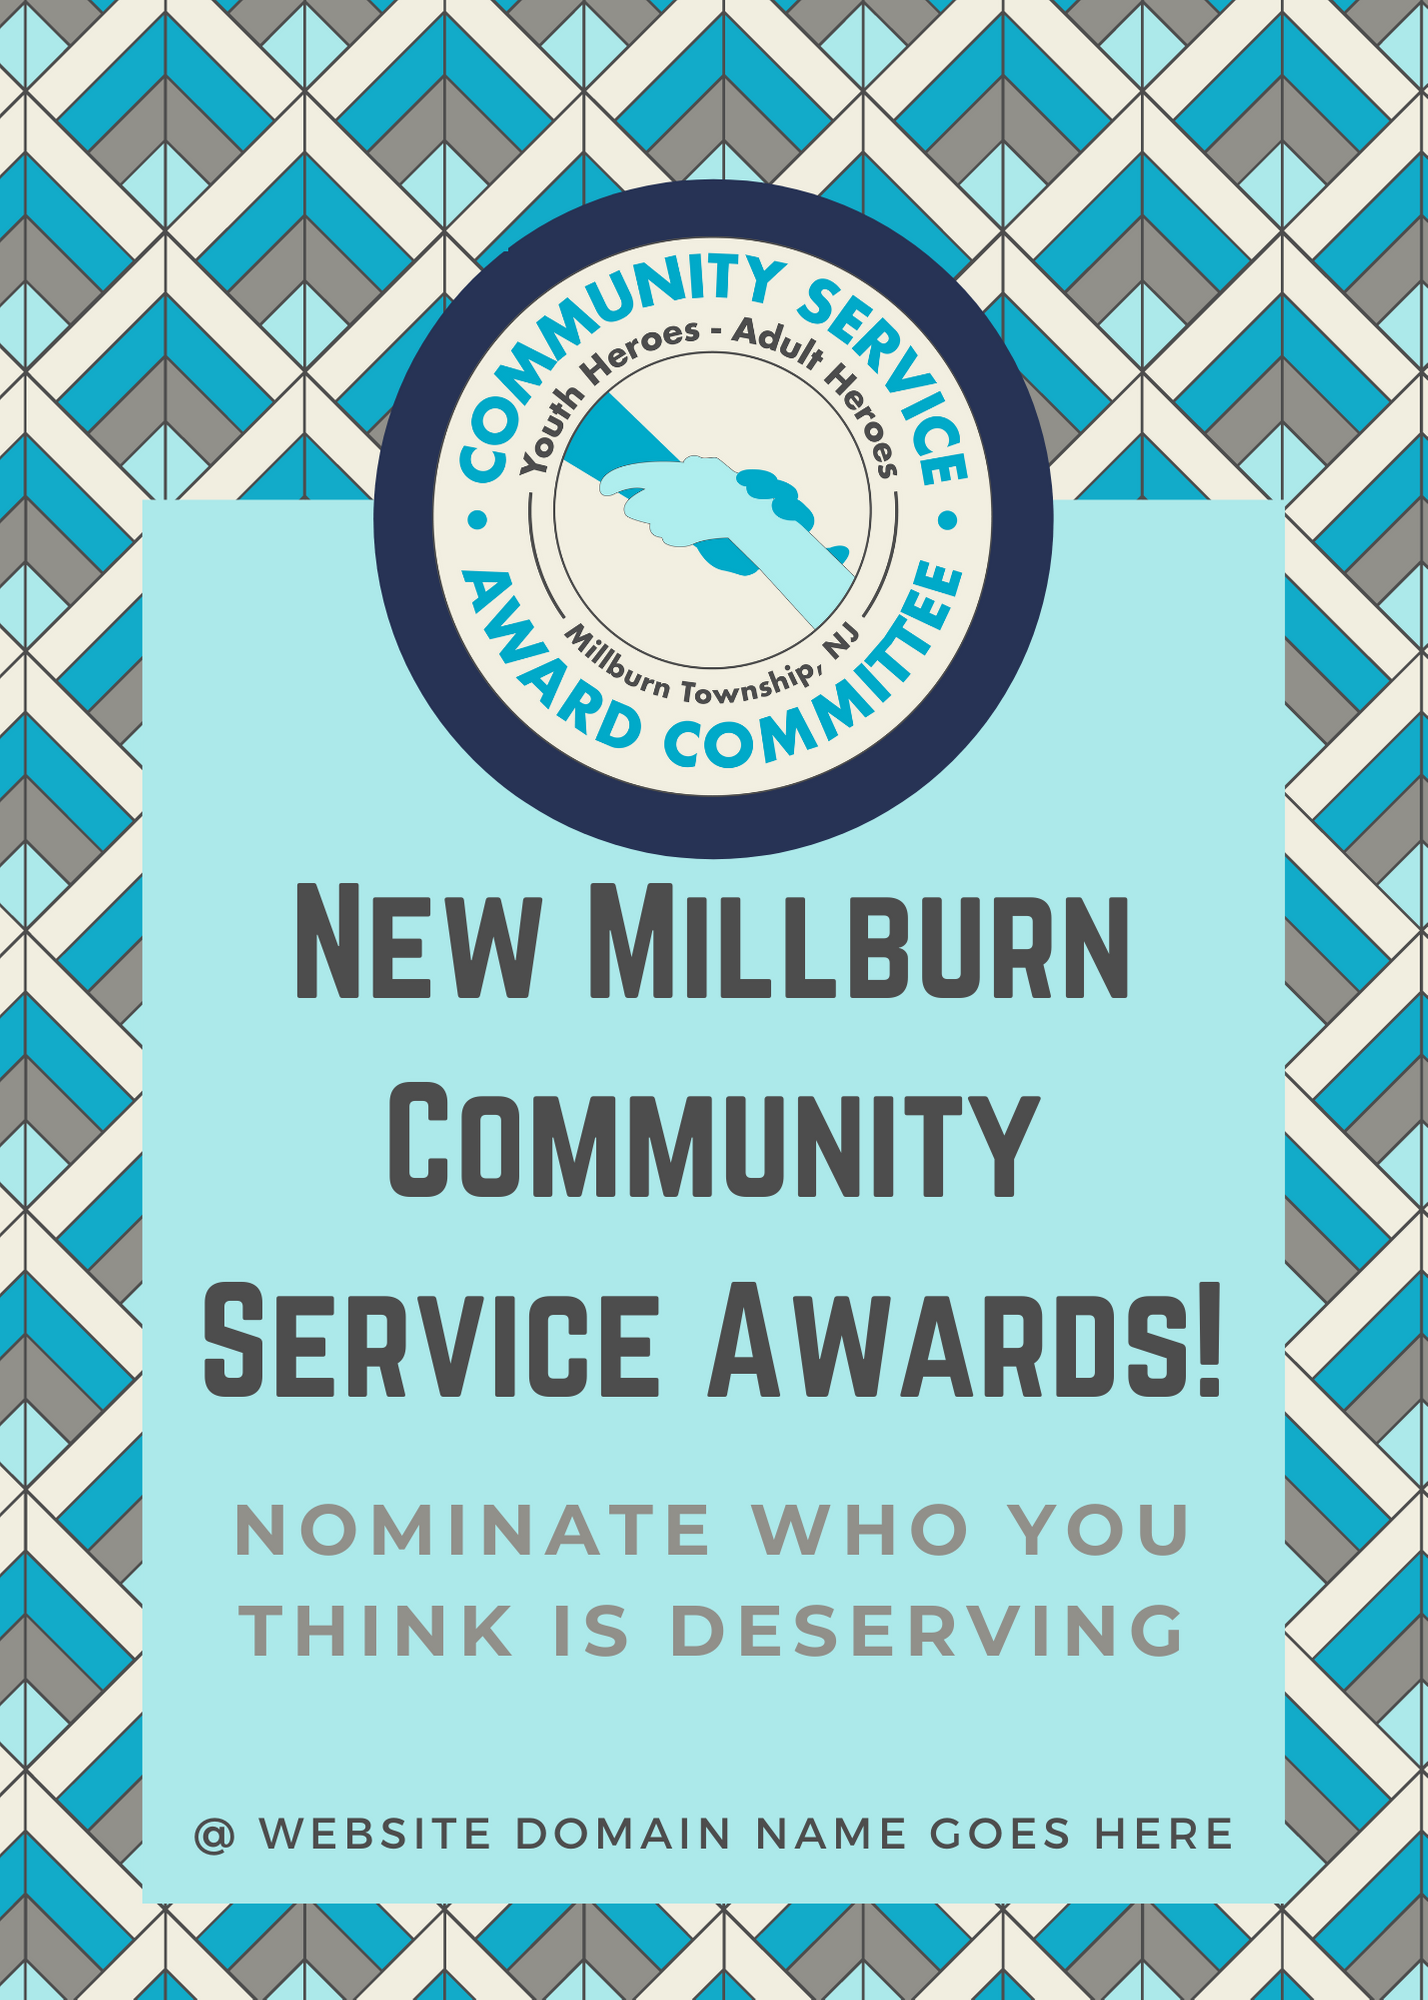 COMMUNITY SERVICE
Youth Heroes - Adult Heroes
Millburn Township, NJ
• AWARD COMMITTEE •
New Millburn
Community
Service Awards!
NOMINATE WHO YOU
THINK IS DESERVING
@ WEBSITE DOMAIN NAME GOES HERE